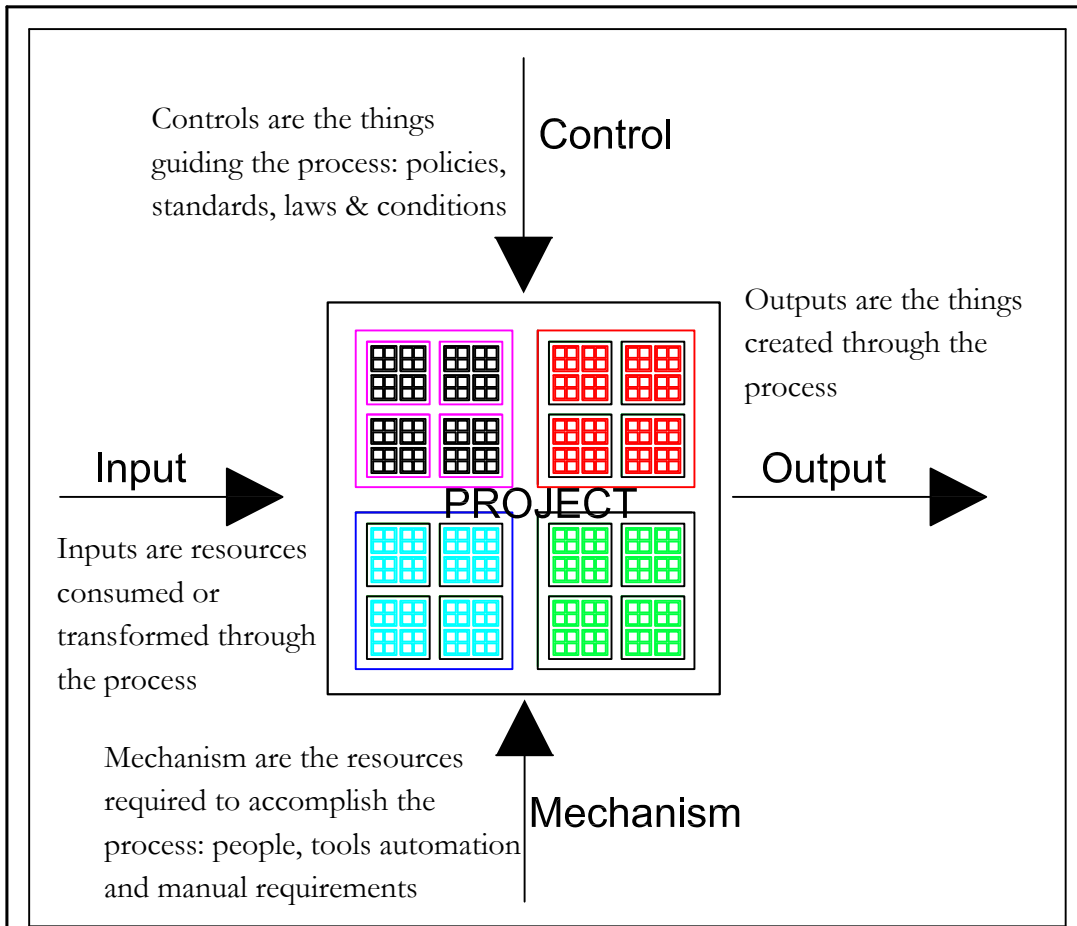 Controls are the things
guiding the process: policies,
standards, laws & conditions
Control
Outputs are the things
created through the
process
Input
Output
PROJECT
Inputs are resources
consumed or
transformed through
the process
Mechanism are the resources
required to accomplish the
process: people, tools automation
and manual requirements
Mechanism